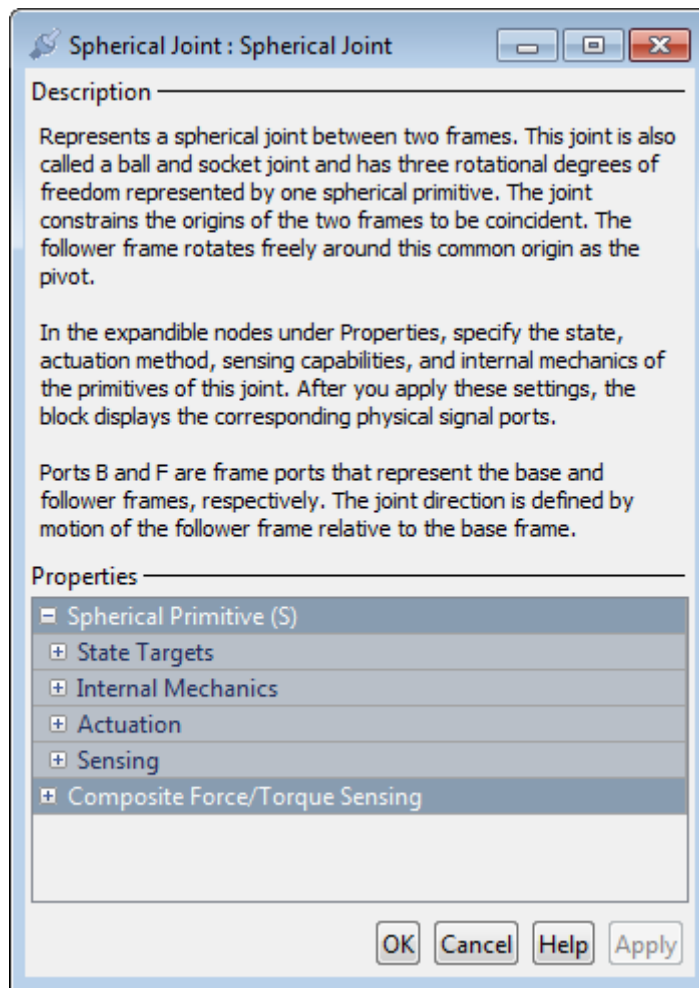 Spherical Joint : Spherical Joint
Description
Represents a spherical joint between two frames. This joint is also
called a ball and socket joint and has three rotational degrees of
freedom represented by one spherical primitive. The joint
constrains the origins of the two frames to be coincident. The
follower frame rotates freely around this common origin as the
pivot.
In the expandible nodes under Properties, specify the state,
actuation method, sensing capabilities, and internal mechanics of
the primitives of this joint. After you apply these settings, the
block displays the corresponding physical signal ports.
Ports B and F are frame ports that represent the base and
follower frames, respectively. The joint direction is defined by
motion of the follower frame relative to the base frame.
Properties
Spherical Primitive (S)
State Targets
Internal Mechanics
Actuation
Sensing
Composite Force/Torque Sensing
OK Cancel Help Apply